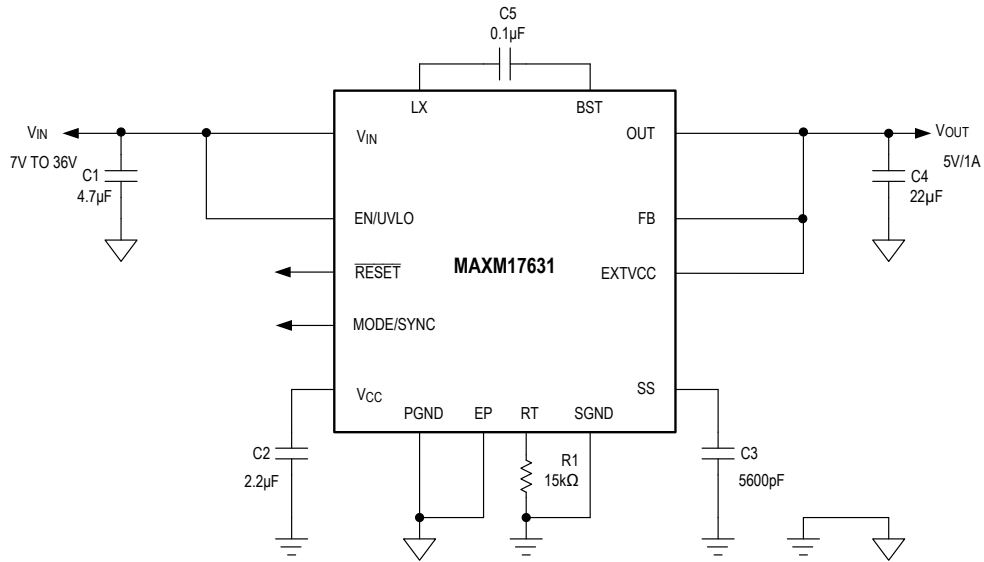 C5
0.1µF
LX
BST
VIN
7V TO 36V
C1
4.7µF
VIN
OUT
VOUT
5V/1A
C4
22µF
EN/UVLO
FB
MAXM17631
RESET
EXTVCC
MODE/SYNC
VCC
SS
PGND
EP
RT
SGND
C2
2.2µF
R1
15kΩ
C3
5600pF